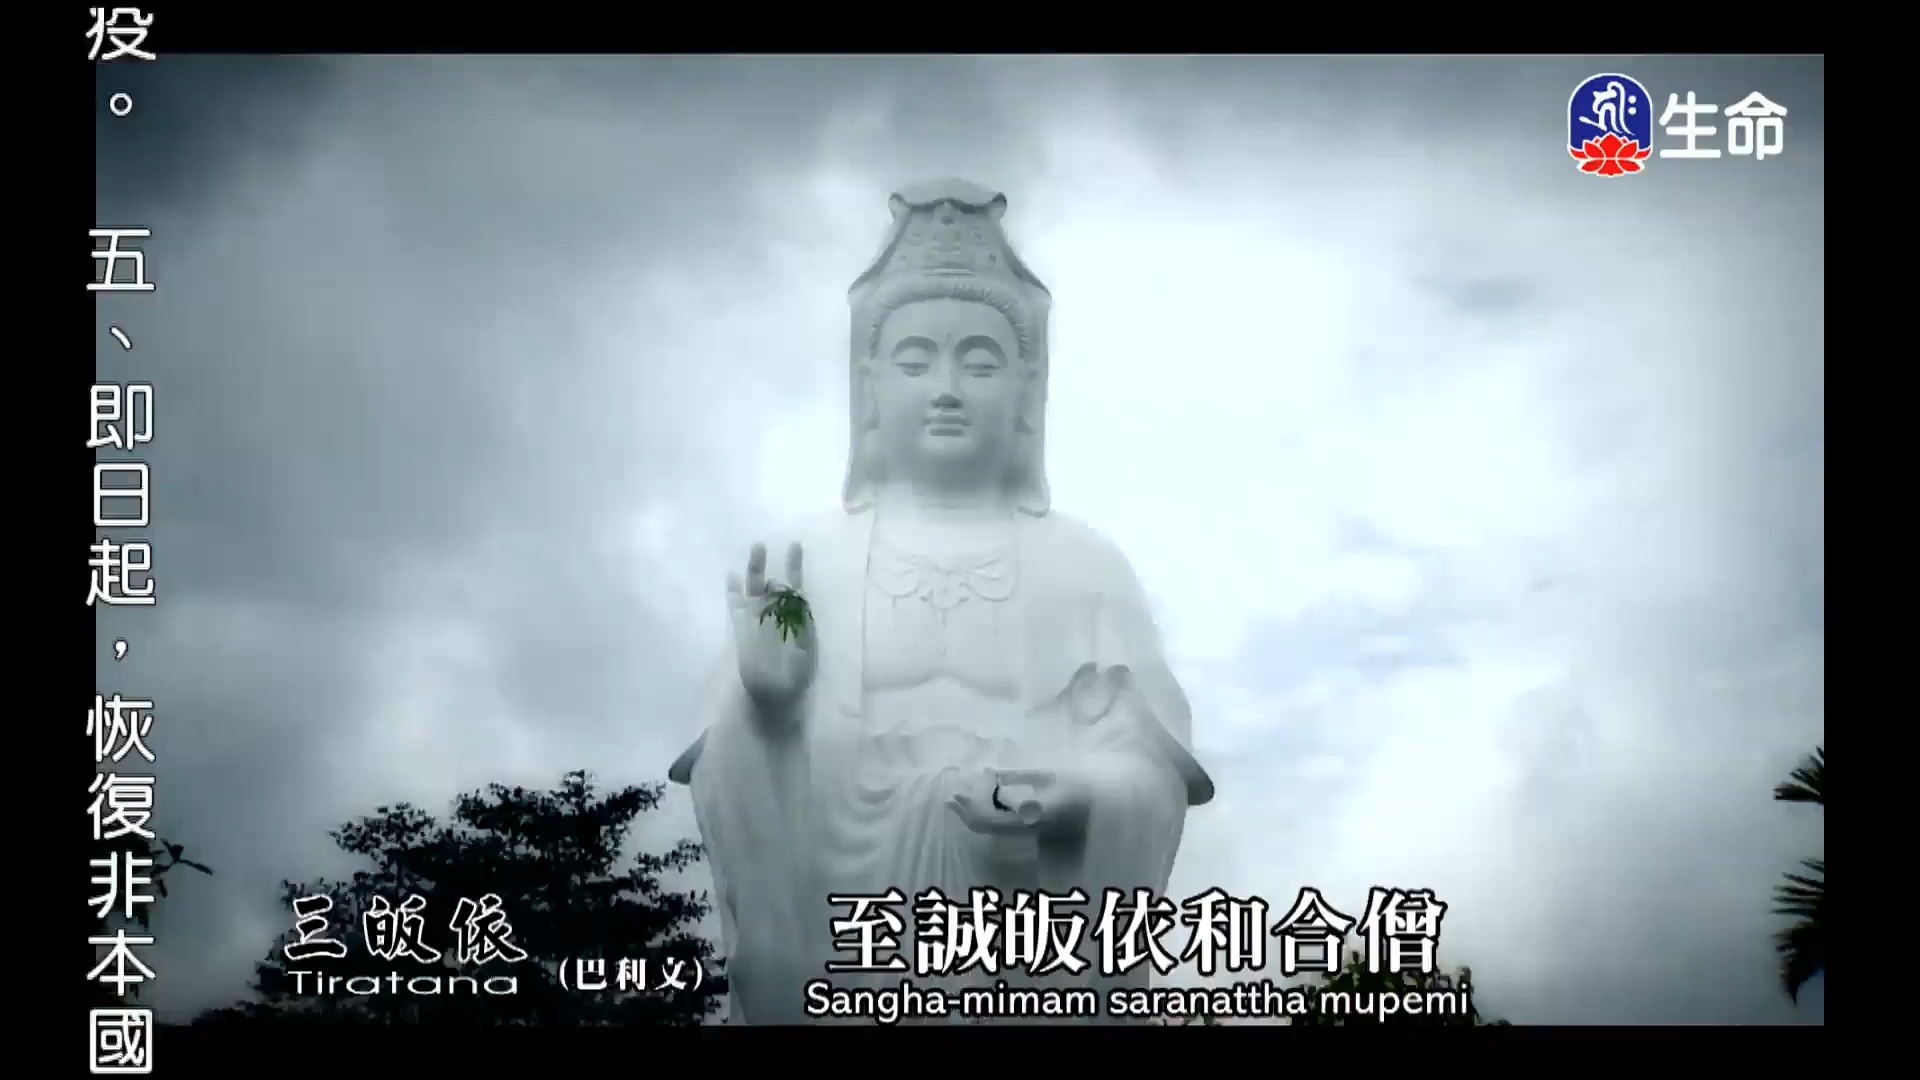 疫。 五、即日起，恢復非本國
生命
三皈依
Tiratana
(巴利文)
至誠皈依和合僧
Sangha-mimam saranattha mupemi